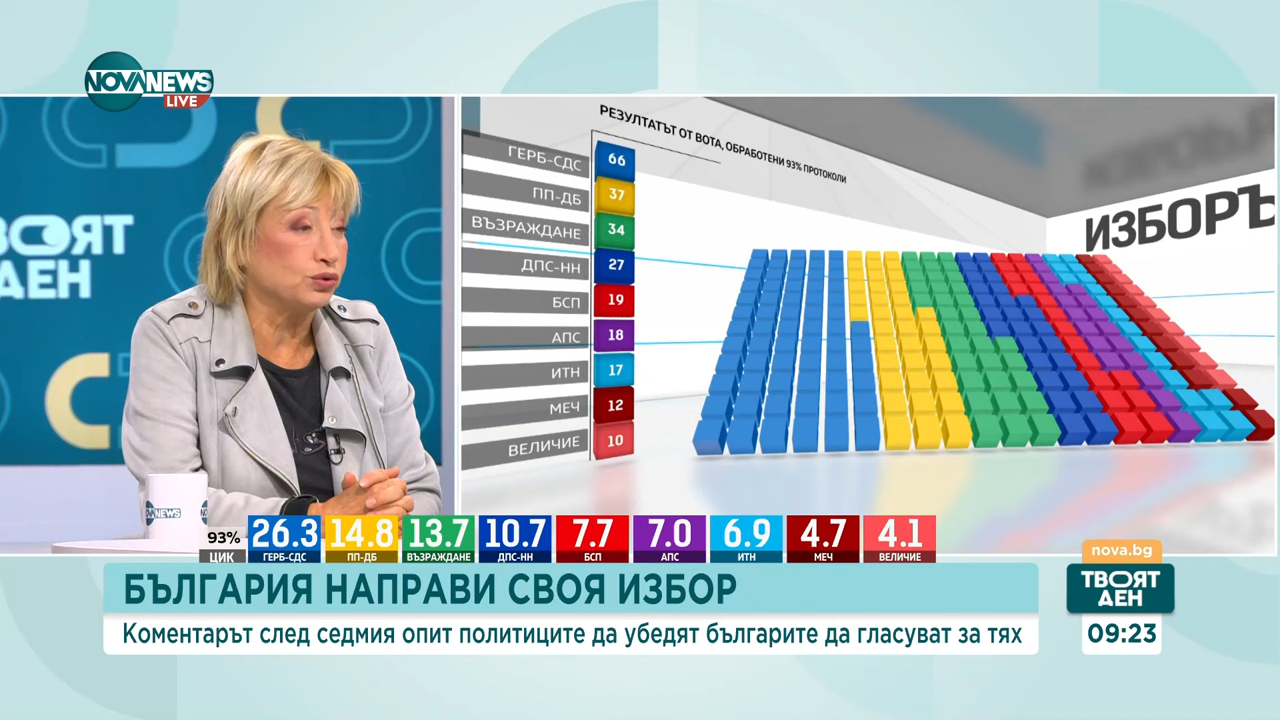 NOVANEWS
LIVE
ТВОЯТ
ДЕН
NOVANEWS
РЕЗУЛТАТЪТ ОТ ВОТА, ОБРАБОТЕНИ 93% ПРОТОКОЛИ
ГЕРБ-СДС 66
ПП-ДБ 37
ВЪЗРАЖДАНЕ 34
ДПС-НН 27
БСП 19
АПС 18
ИТН 17
МЕЧ 12
ВЕЛИЧИЕ 10
ИЗБОРЪ
93% 26.3 14.8 13.7 10.7 7.7 7.0 6.9 4.7 4.1
ЦИК ГЕРБ-СДС ПП-ДБ ВЪЗРАЖДАНЕ ДПС-НН БСП АПС ИТН МЕЧ ВЕЛИЧИЕ
БЪЛГАРИЯ НАПРАВИ СВОЯ ИЗБОР
Коментарът след седмия опит политиците да убедят българите да гласуват за тях
nova.bg
ТВОЯТ
ДЕН
09:23